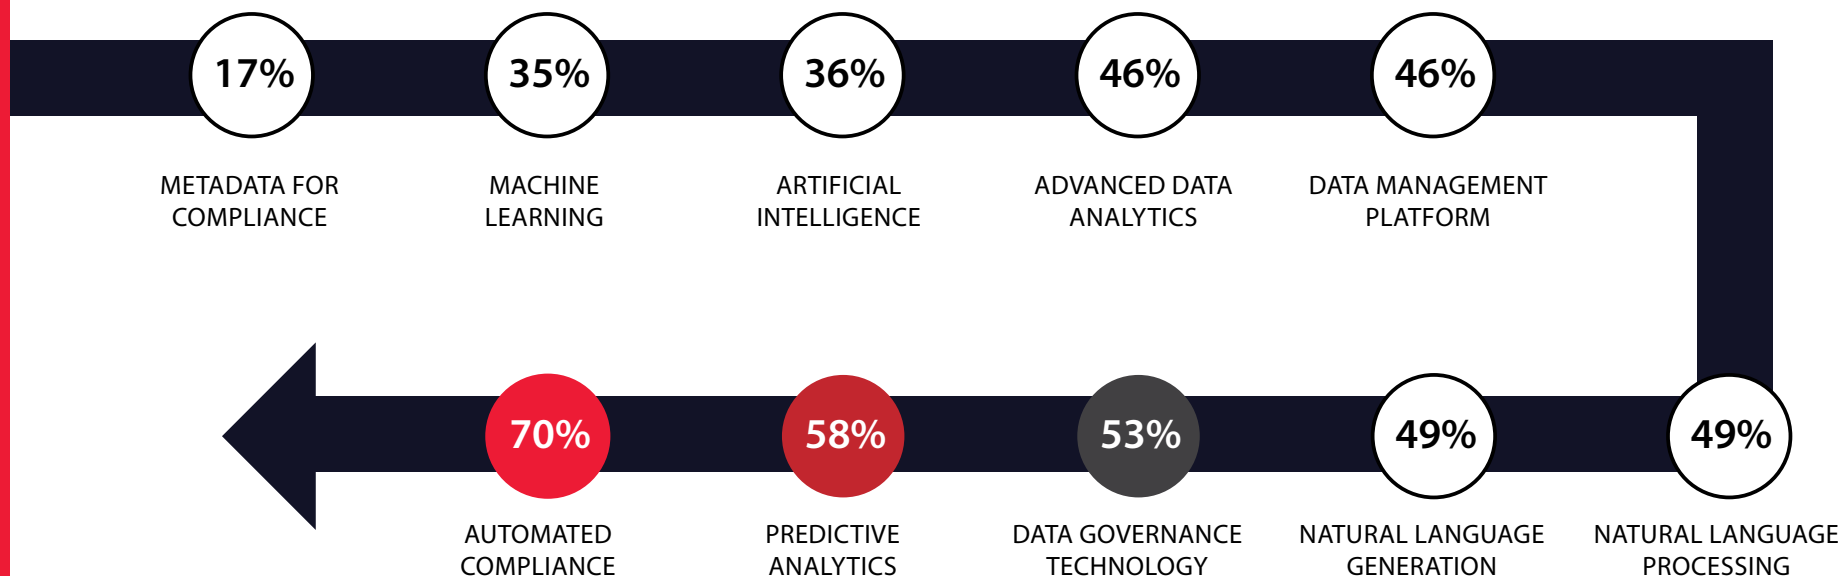 17% 35% 36% 46% 46%
METADATA FOR
COMPLIANCE
MACHINE
LEARNING
ARTIFICIAL
INTELLIGENCE
ADVANCED DATA
ANALYTICS
DATA MANAGEMENT
PLATFORM
70% 58% 53% 49% 49%
AUTOMATED
COMPLIANCE
PREDICTIVE
ANALYTICS
DATA GOVERNANCE
TECHNOLOGY
NATURAL LANGUAGE
GENERATION
NATURAL LANGUAGE
PROCESSING